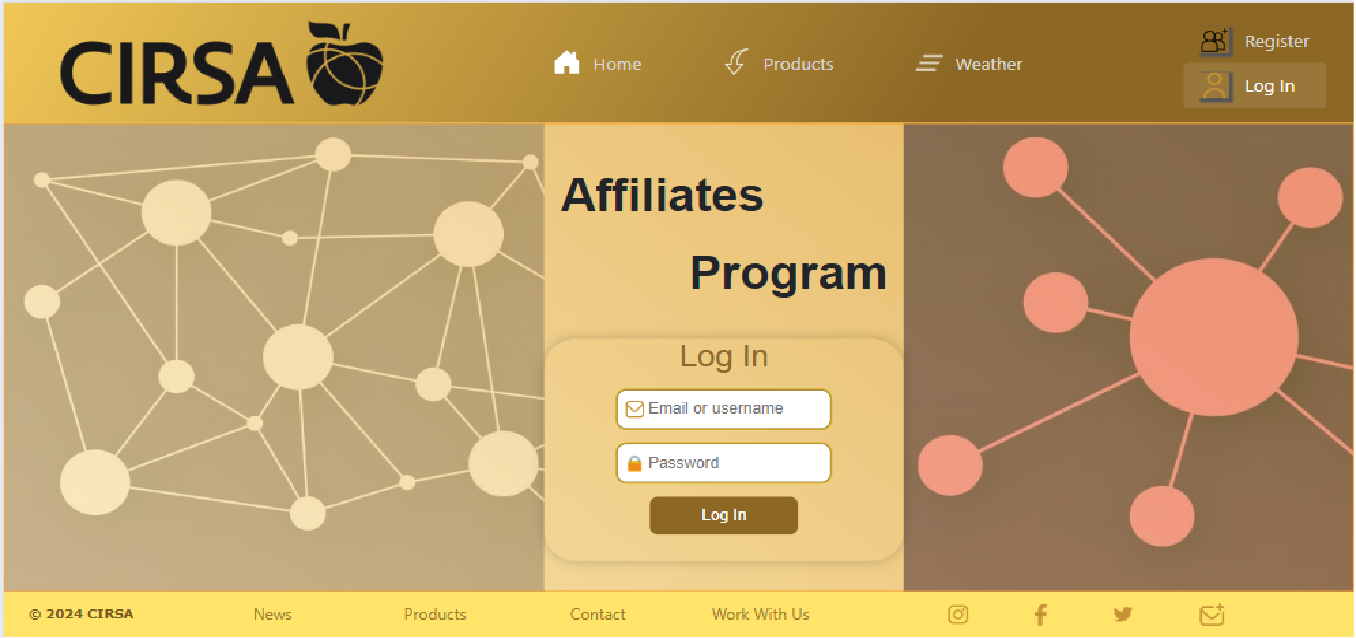 CIRSA
Home
Products
Weather
Register
Log In
Affiliates
Program
Log In
Email or username
Password
Log In
© 2024 CIRSA
News
Products
Contact
Work With Us